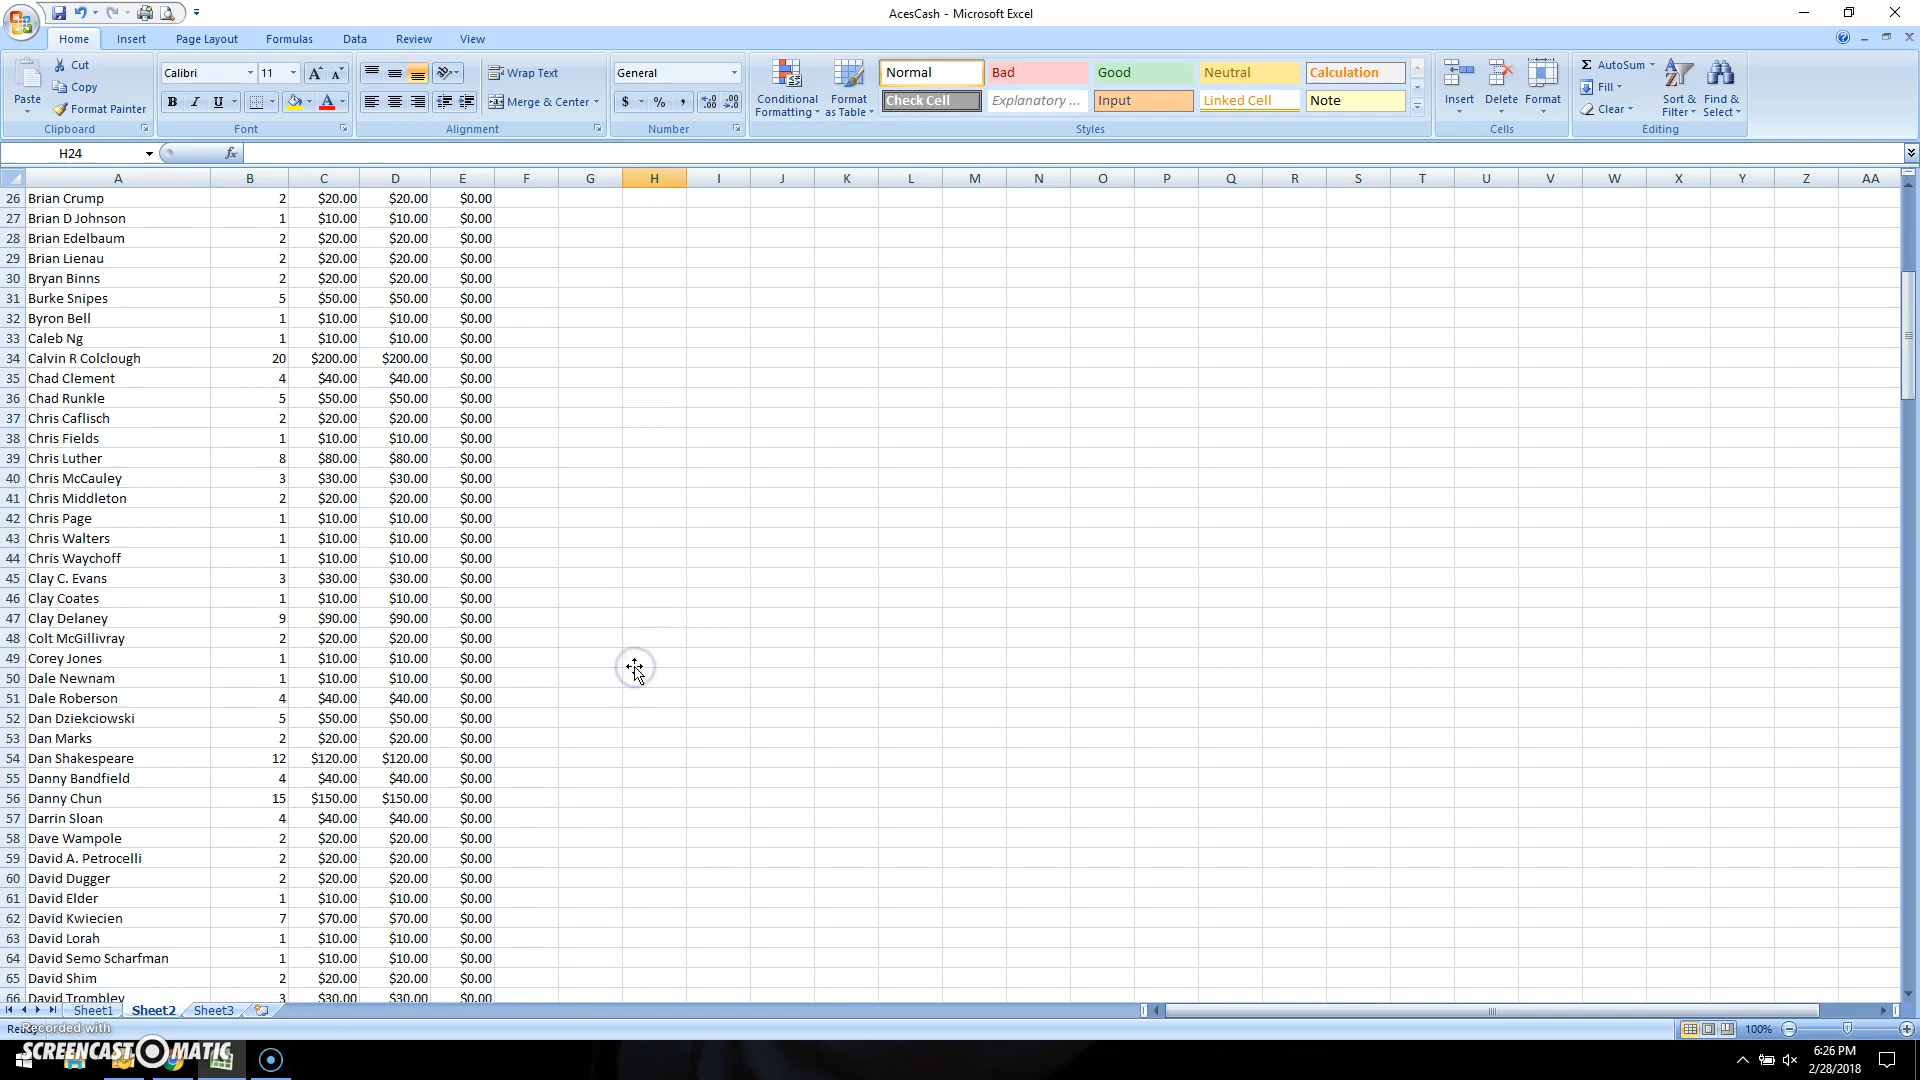 AcesCash - Microsoft Excel
Home Insert Page Layout Formulas Data Review View
Paste Cut Copy Format Painter Clipboard
Calibri 11 A A B I U A Font
Wrap Text Merge & Center Alignment
General $ % , Number
Conditional Formatting Format as Table
Normal Bad Good Neutral Calculation
Check Cell Explanatory ... Input Linked Cell Note
Styles
Insert Delete Format Cells
Σ AutoSum Fill Clear Sort & Filter Find & Select Editing
H24 fx
A B C D E F G H I J K L M N O P Q R S T U V W X Y Z AA
26 Brian Crump 2 $20.00 $20.00 $0.00
27 Brian D Johnson 1 $10.00 $10.00 $0.00
28 Brian Edelbaum 2 $20.00 $20.00 $0.00
29 Brian Lienau 2 $20.00 $20.00 $0.00
30 Bryan Binns 2 $20.00 $20.00 $0.00
31 Burke Snipes 5 $50.00 $50.00 $0.00
32 Byron Bell 1 $10.00 $10.00 $0.00
33 Caleb Ng 1 $10.00 $10.00 $0.00
34 Calvin R Colclough 20 $200.00 $200.00 $0.00
35 Chad Clement 4 $40.00 $40.00 $0.00
36 Chad Runkle 5 $50.00 $50.00 $0.00
37 Chris Caflisch 2 $20.00 $20.00 $0.00
38 Chris Fields 1 $10.00 $10.00 $0.00
39 Chris Luther 8 $80.00 $80.00 $0.00
40 Chris McCauley 3 $30.00 $30.00 $0.00
41 Chris Middleton 2 $20.00 $20.00 $0.00
42 Chris Page 1 $10.00 $10.00 $0.00
43 Chris Walters 1 $10.00 $10.00 $0.00
44 Chris Waychoff 1 $10.00 $10.00 $0.00
45 Clay C. Evans 3 $30.00 $30.00 $0.00
46 Clay Coates 1 $10.00 $10.00 $0.00
47 Clay Delaney 9 $90.00 $90.00 $0.00
48 Colt McGillivray 2 $20.00 $20.00 $0.00
49 Corey Jones 1 $10.00 $10.00 $0.00
50 Dale Newnam 1 $10.00 $10.00 $0.00
51 Dale Roberson 4 $40.00 $40.00 $0.00
52 Dan Dziekciowski 5 $50.00 $50.00 $0.00
53 Dan Marks 2 $20.00 $20.00 $0.00
54 Dan Shakespeare 12 $120.00 $120.00 $0.00
55 Danny Bandfield 4 $40.00 $40.00 $0.00
56 Danny Chun 15 $150.00 $150.00 $0.00
57 Darrin Sloan 4 $40.00 $40.00 $0.00
58 Dave Wampole 2 $20.00 $20.00 $0.00
59 David A. Petrocelli 2 $20.00 $20.00 $0.00
60 David Dugger 2 $20.00 $20.00 $0.00
61 David Elder 1 $10.00 $10.00 $0.00
62 David Kwiecien 7 $70.00 $70.00 $0.00
63 David Lorah 1 $10.00 $10.00 $0.00
64 David Semo Scharfman 1 $10.00 $10.00 $0.00
65 David Shim 2 $20.00 $20.00 $0.00
66 David Trombley 3 $30.00 $30.00 $0.00
Sheet1 Sheet2 Sheet3
Recorded with
100%
SCREENCAST-O-MATIC
6:26 PM
2/28/2018